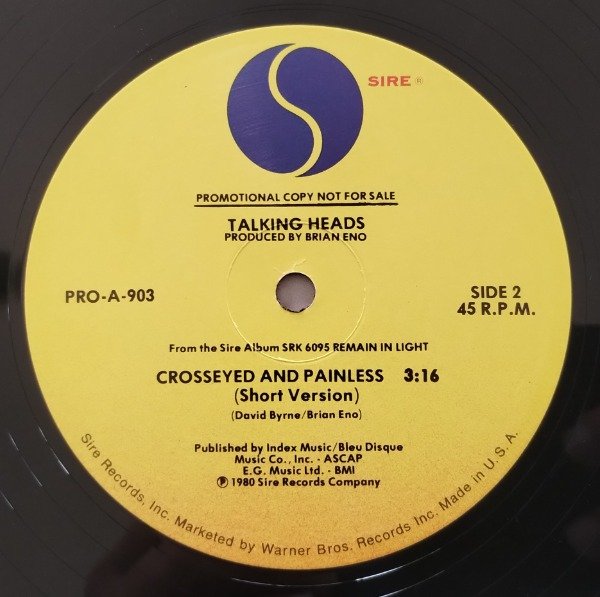 SIRE ®
PROMOTIONAL COPY NOT FOR SALE
TALKING HEADS
PRODUCED BY BRIAN ENO
PRO-A-903
SIDE 2
45 R.P.M.
From the Sire Album SRK 6095 REMAIN IN LIGHT
CROSSEYED AND PAINLESS 3:16
(Short Version)
(David Byrne/Brian Eno)
Published by Index Music/Bleu Disque
Music Co., Inc. - ASCAP
E.G. Music Ltd. - BMI
℗ 1980 Sire Records Company
Sire Records, Inc. Marketed by Warner Bros. Records Inc. Made in U.S.A.